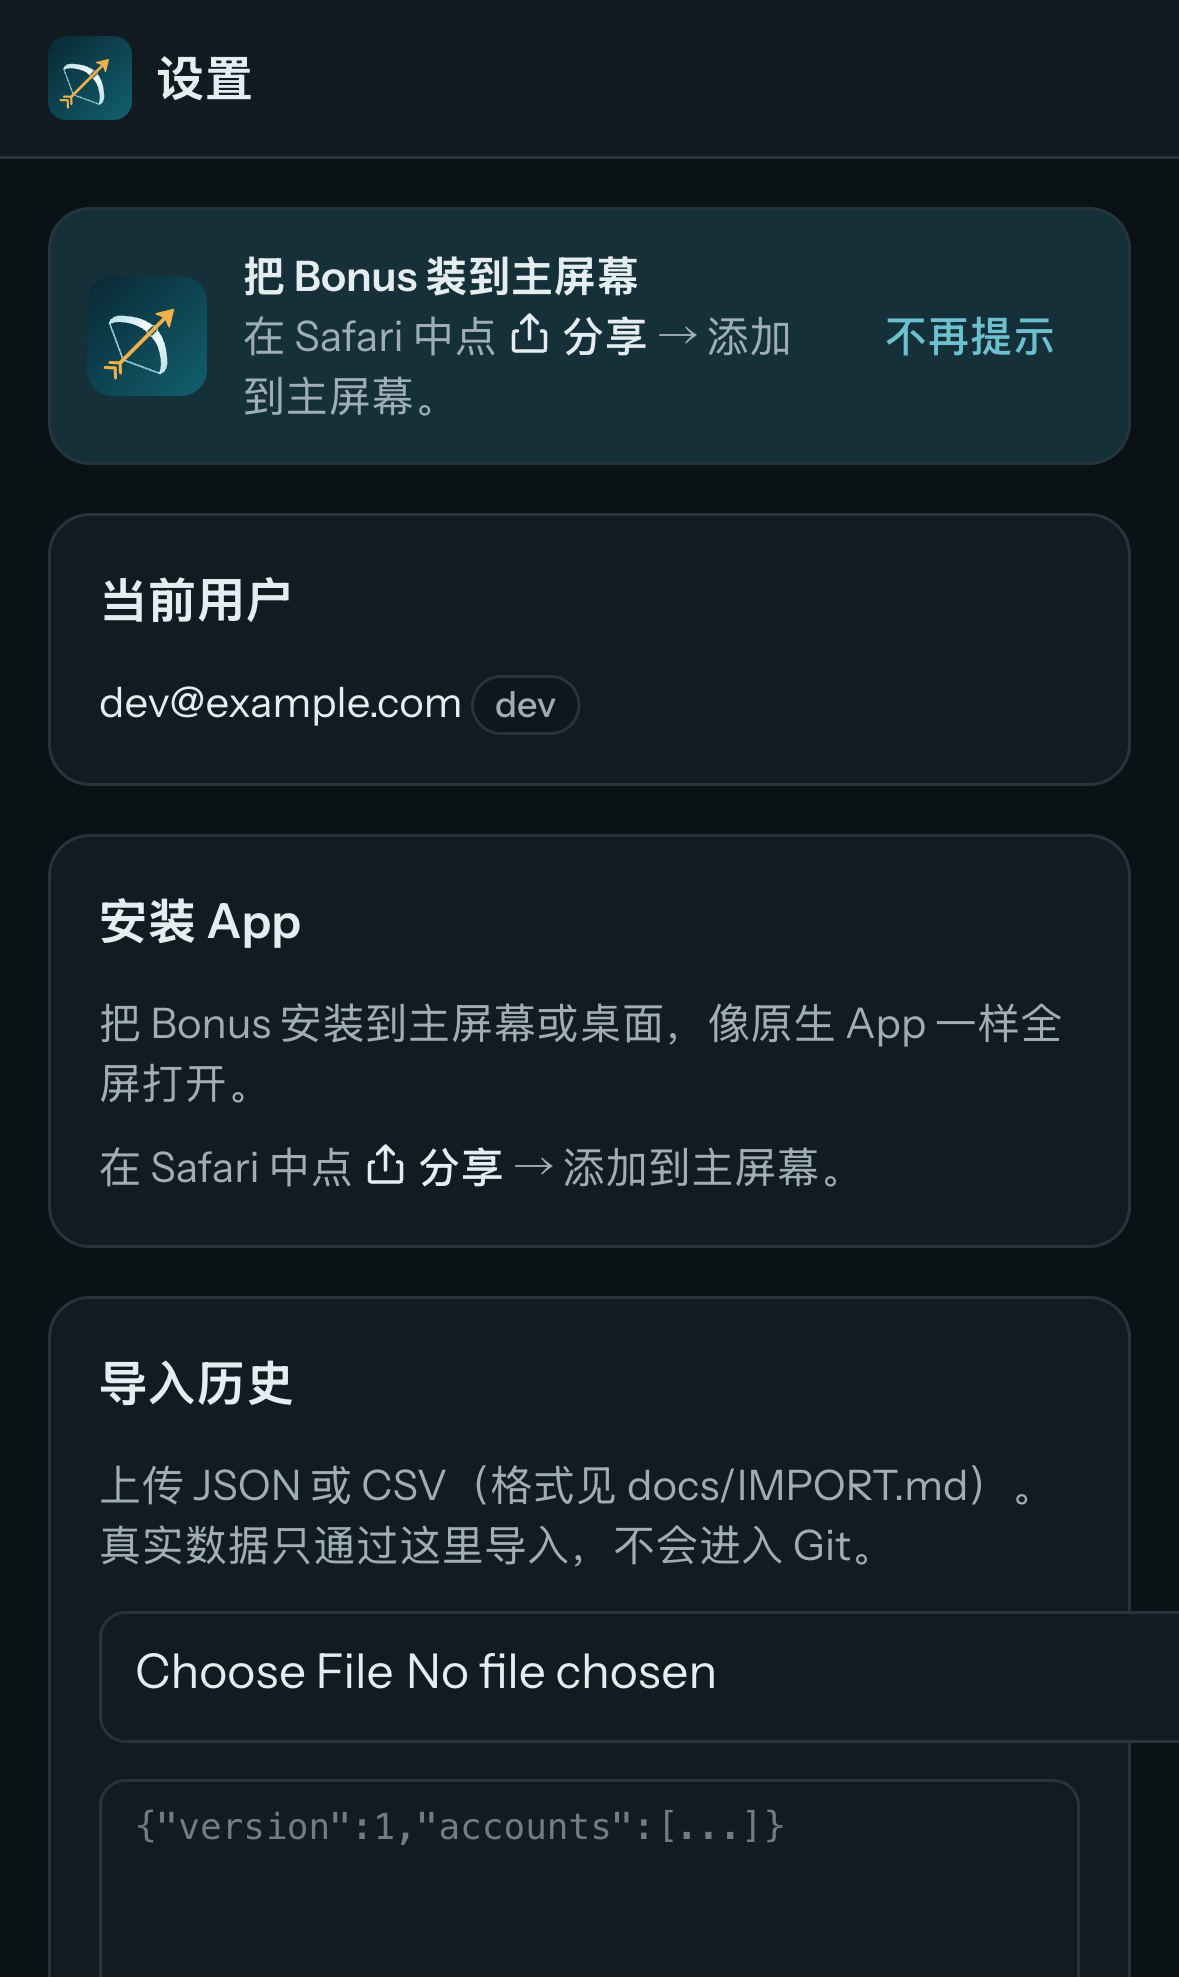 设置
把 Bonus 装到主屏幕
在 Safari 中点 分享 → 添加
到主屏幕。
不再提示
当前用户
dev@example.com dev
安装 App
把 Bonus 安装到主屏幕或桌面，像原生 App 一样全
屏打开。
在 Safari 中点 分享 → 添加到主屏幕。
导入历史
上传 JSON 或 CSV（格式见 docs/IMPORT.md）。
真实数据只通过这里导入，不会进入 Git。
Choose File No file chosen
{"version":1,"accounts":[...]}